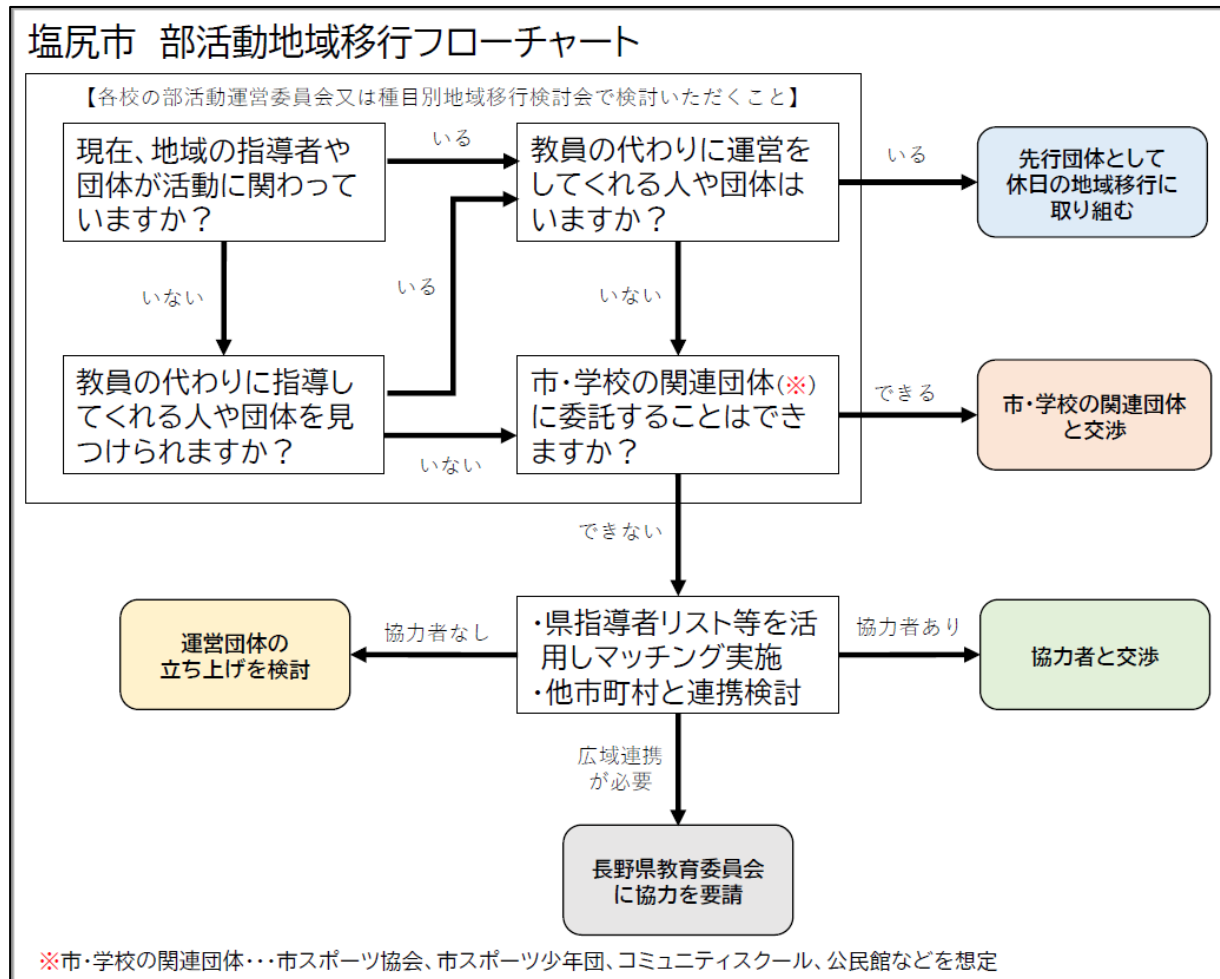 塩尻市 部活動地域移行フローチャート
【各校の部活動運営委員会又は種目別地域移行検討会で検討いただくこと】
現在、地域の指導者や
団体が活動に関わって
いますか？
いる
教員の代わりに運営を
してくれる人や団体は
いますか？
いる
先行団体として
休日の地域移行に
取り組む
いない
いる
いない
教員の代わりに指導し
てくれる人や団体を見
つけられますか？
いない
市・学校の関連団体(※)
に委託することはでき
ますか？
できる
市・学校の関連団体
と交渉
できない
運営団体の
立ち上げを検討
協力者なし
・県指導者リスト等を活
用しマッチング実施
・他市町村と連携検討
協力者あり
協力者と交渉
広域連携
が必要
長野県教育委員会
に協力を要請
※市・学校の関連団体・・・市スポーツ協会、市スポーツ少年団、コミュニティスクール、公民館などを想定